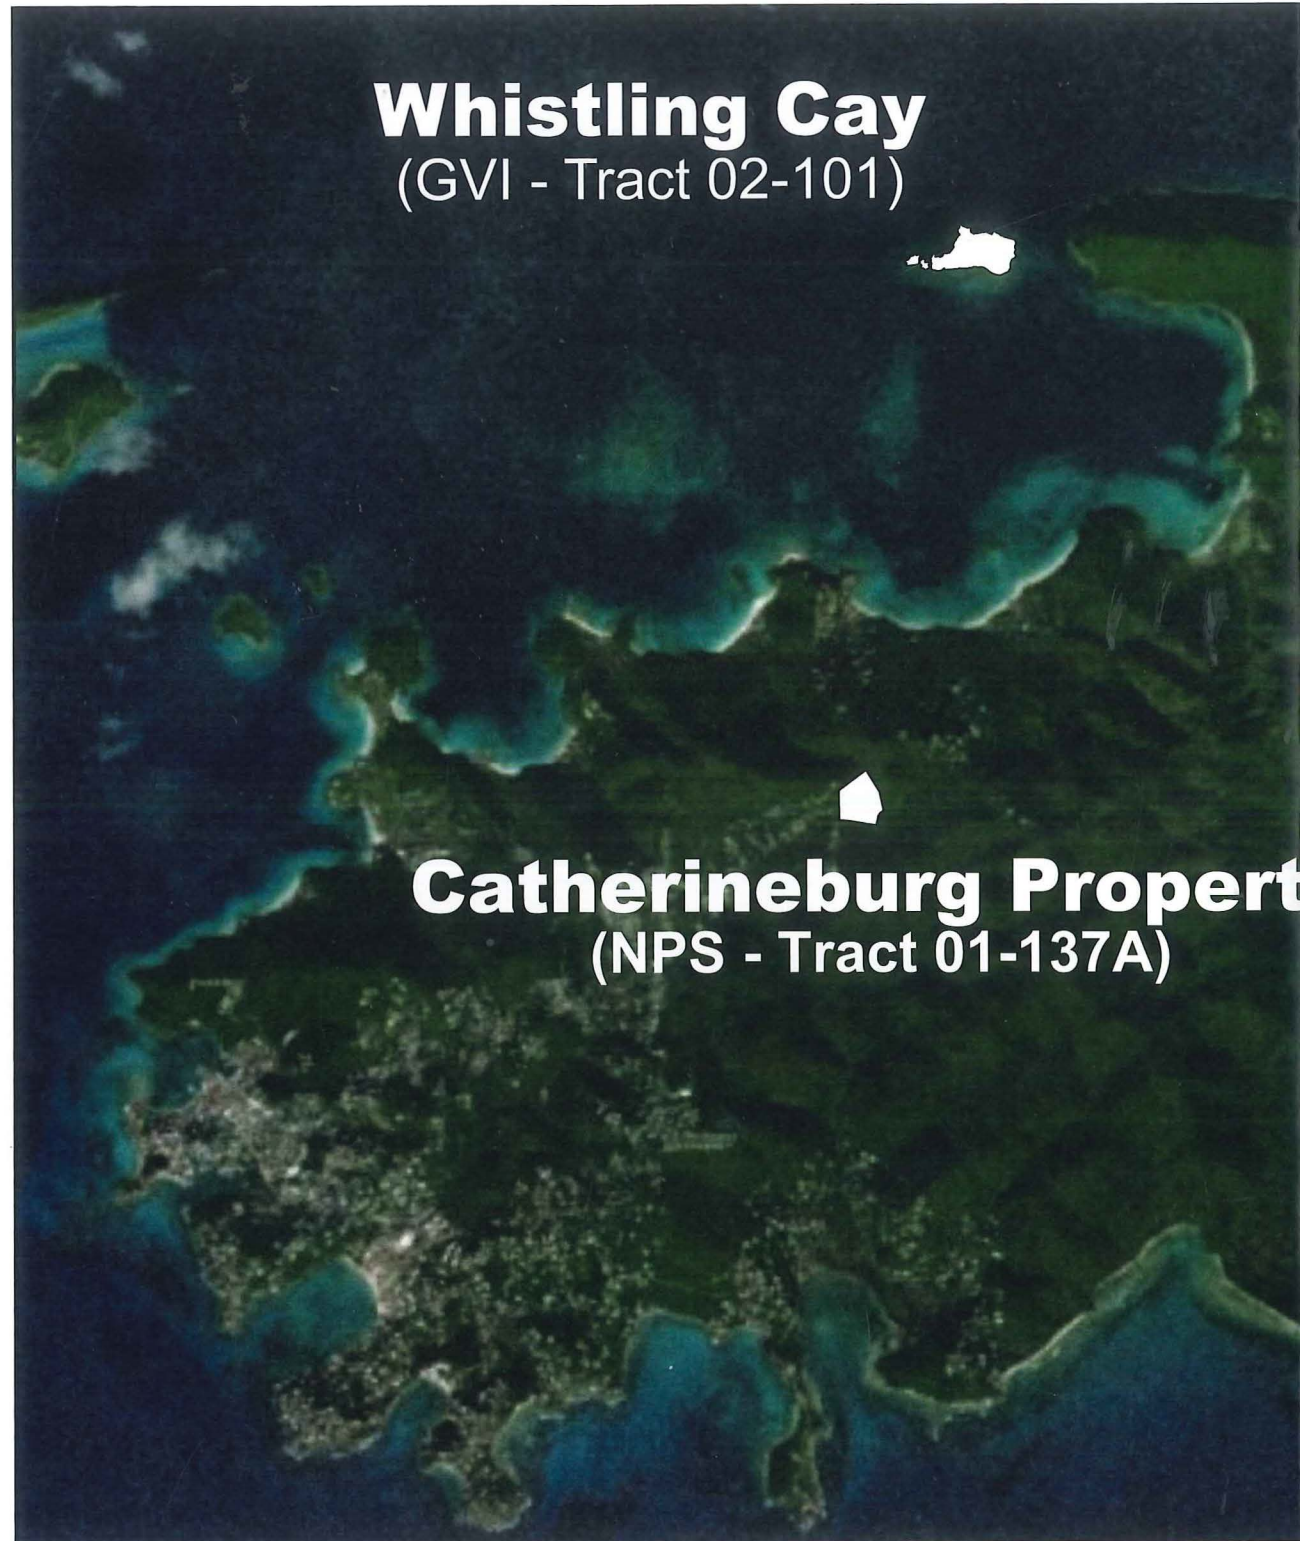 Whistling Cay
(GVI - Tract 02-101)
Catherineburg Propert
(NPS - Tract 01-137A)